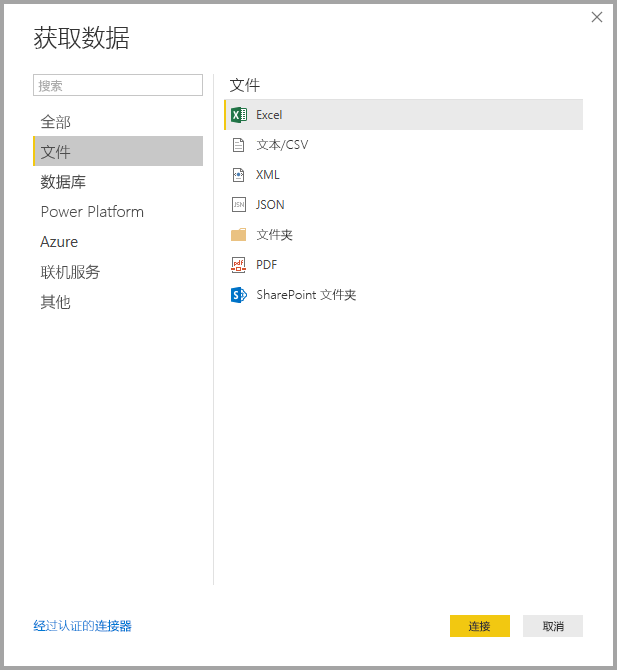 获取数据
搜索
全部
文件
数据库
Power Platform
Azure
联机服务
其他
文件
Excel
文本/CSV
XML
JSON
文件夹
PDF
SharePoint 文件夹
经过认证的连接器
连接
取消